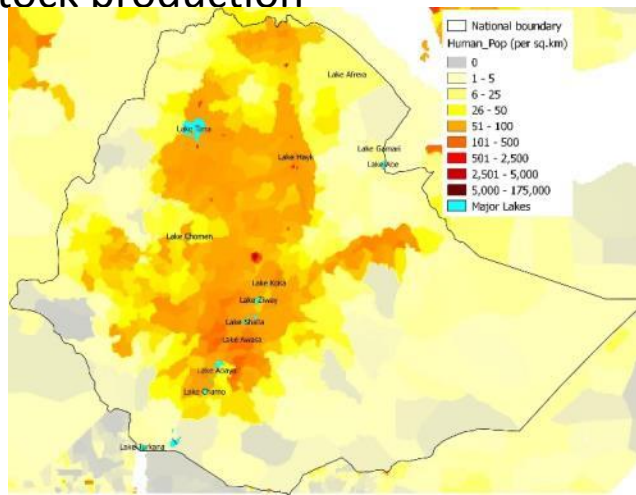 tock production
National boundary
Human_Pop (per sq.km)
0
1 - 5
6 - 25
26 - 50
51 - 100
101 - 500
501 - 2,500
2,501 - 5,000
5,000 - 175,000
Major Lakes
Lake Afrera
Lake Tana
Lake Gamari
Lake Hayk
Lake Abe
Lake Chomen
Lake Koka
Lake Ziway
Lake Shalla
Lake Awasa
Lake Abaya
Lake Chamo
Lake Turkana